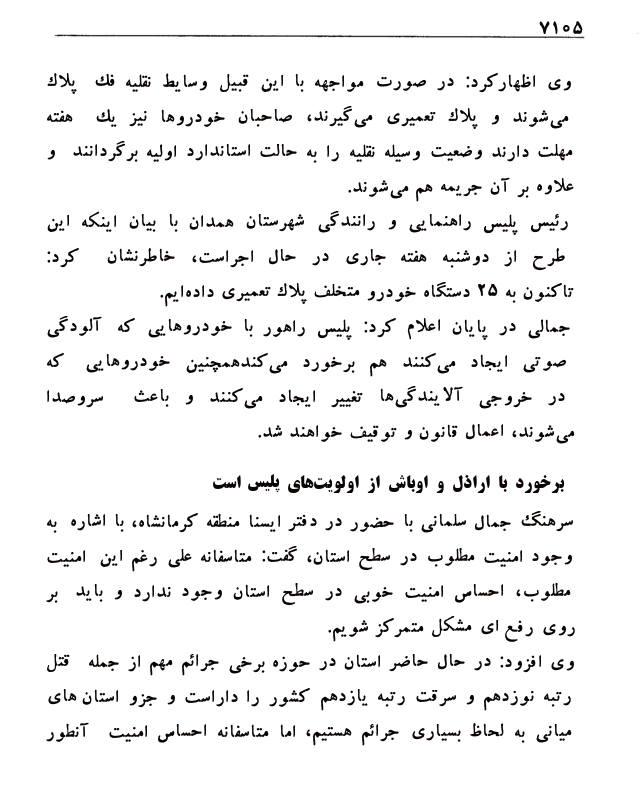 ۷۱۰۵
وی اظهارکرد: در صورت مواجهه با این قبیل وسایط نقلیه فك پلاك
می‌شوند و پلاك تعمیری می‌گیرند، صاحبان خودروها نیز یك هفته
مهلت دارند وضعیت وسیله نقلیه را به حالت استاندارد اولیه برگردانند و
علاوه بر آن جریمه هم می‌شوند.
رئیس پلیس راهنمایی و رانندگی شهرستان همدان با بیان اینکه این
طرح از دوشنبه هفته جاری در حال اجراست، خاطرنشان کرد:
تاکنون به ۲۵ دستگاه خودرو متخلف پلاك تعمیری داده‌ایم.
جمالی در پایان اعلام کرد: پلیس راهور با خودروهایی که آلودگی
صوتی ایجاد می‌کنند هم برخورد می‌کندهمچنین خودروهایی که
در خروجی آلایندگی‌ها تغییر ایجاد می‌کنند و باعث سروصدا
می‌شوند، اعمال قانون و توقیف خواهند شد.
برخورد با اراذل و اوباش از اولویت‌های پلیس است
سرهنگ جمال سلمانی با حضور در دفتر ایسنا منطقه کرمانشاه، با اشاره به
وجود امنیت مطلوب در سطح استان، گفت: متاسفانه علی رغم این امنیت
مطلوب، احساس امنیت خوبی در سطح استان وجود ندارد و باید بر
روی رفع ای مشکل متمرکز شویم.
وی افزود: در حال حاضر استان در حوزه برخی جرائم مهم از جمله قتل
رتبه نوزدهم و سرقت رتبه یازدهم کشور را داراست و جزو استان های
میانی به لحاظ بسیاری جرائم هستیم، اما متاسفانه احساس امنیت آنطور